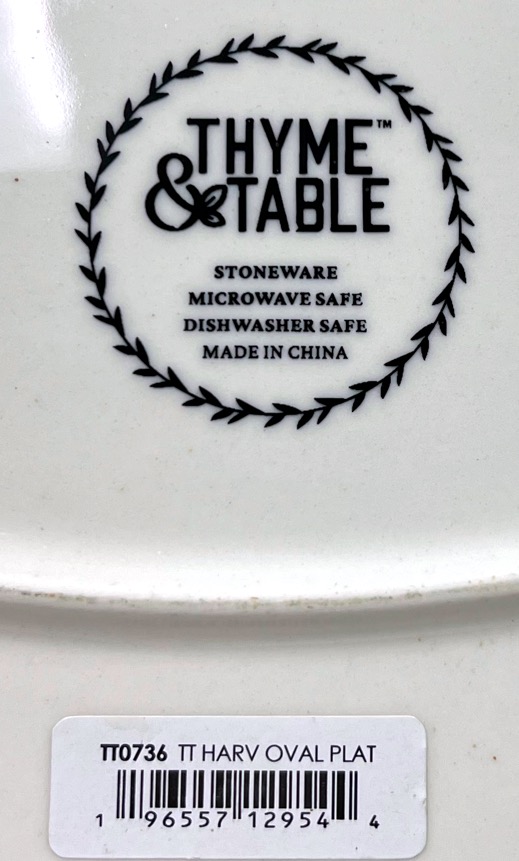 THYME™
& TABLE
STONEWARE
MICROWAVE SAFE
DISHWASHER SAFE
MADE IN CHINA
TT0736 TT HARV OVAL PLAT
1 96557 12954 4